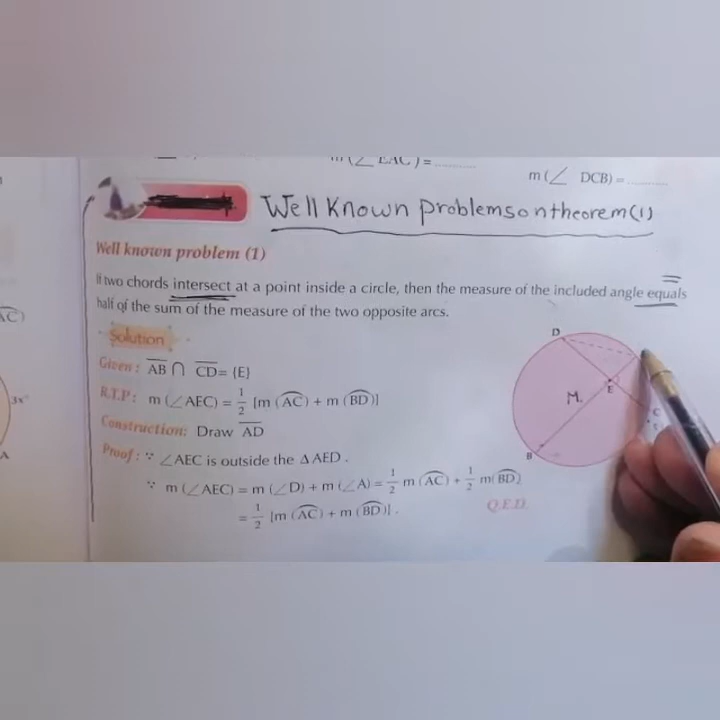 m(∠ EAC) = ..........
m(∠ DCB) = ..........
Well Known Problems on theorem (1)
Well known problem (1)
If two chords intersect at a point inside a circle, then the measure of the included angle equals
half of the sum of the measure of the two opposite arcs.
Solution
Given : AB ∩ CD = {E}
R.T.P : m (∠ AEC) = 1/2 [m (AC) + m (BD)]
Construction: Draw AD
Proof : ∵ ∠AEC is outside the Δ AED .
∵ m (∠ AEC) = m (∠ D) + m (∠ A) = 1/2 m (AC) + 1/2 m(BD)
= 1/2 [m (AC) + m (BD)] .
Q.E.D.
D
E
M.
C
B
AC)
3x°
A